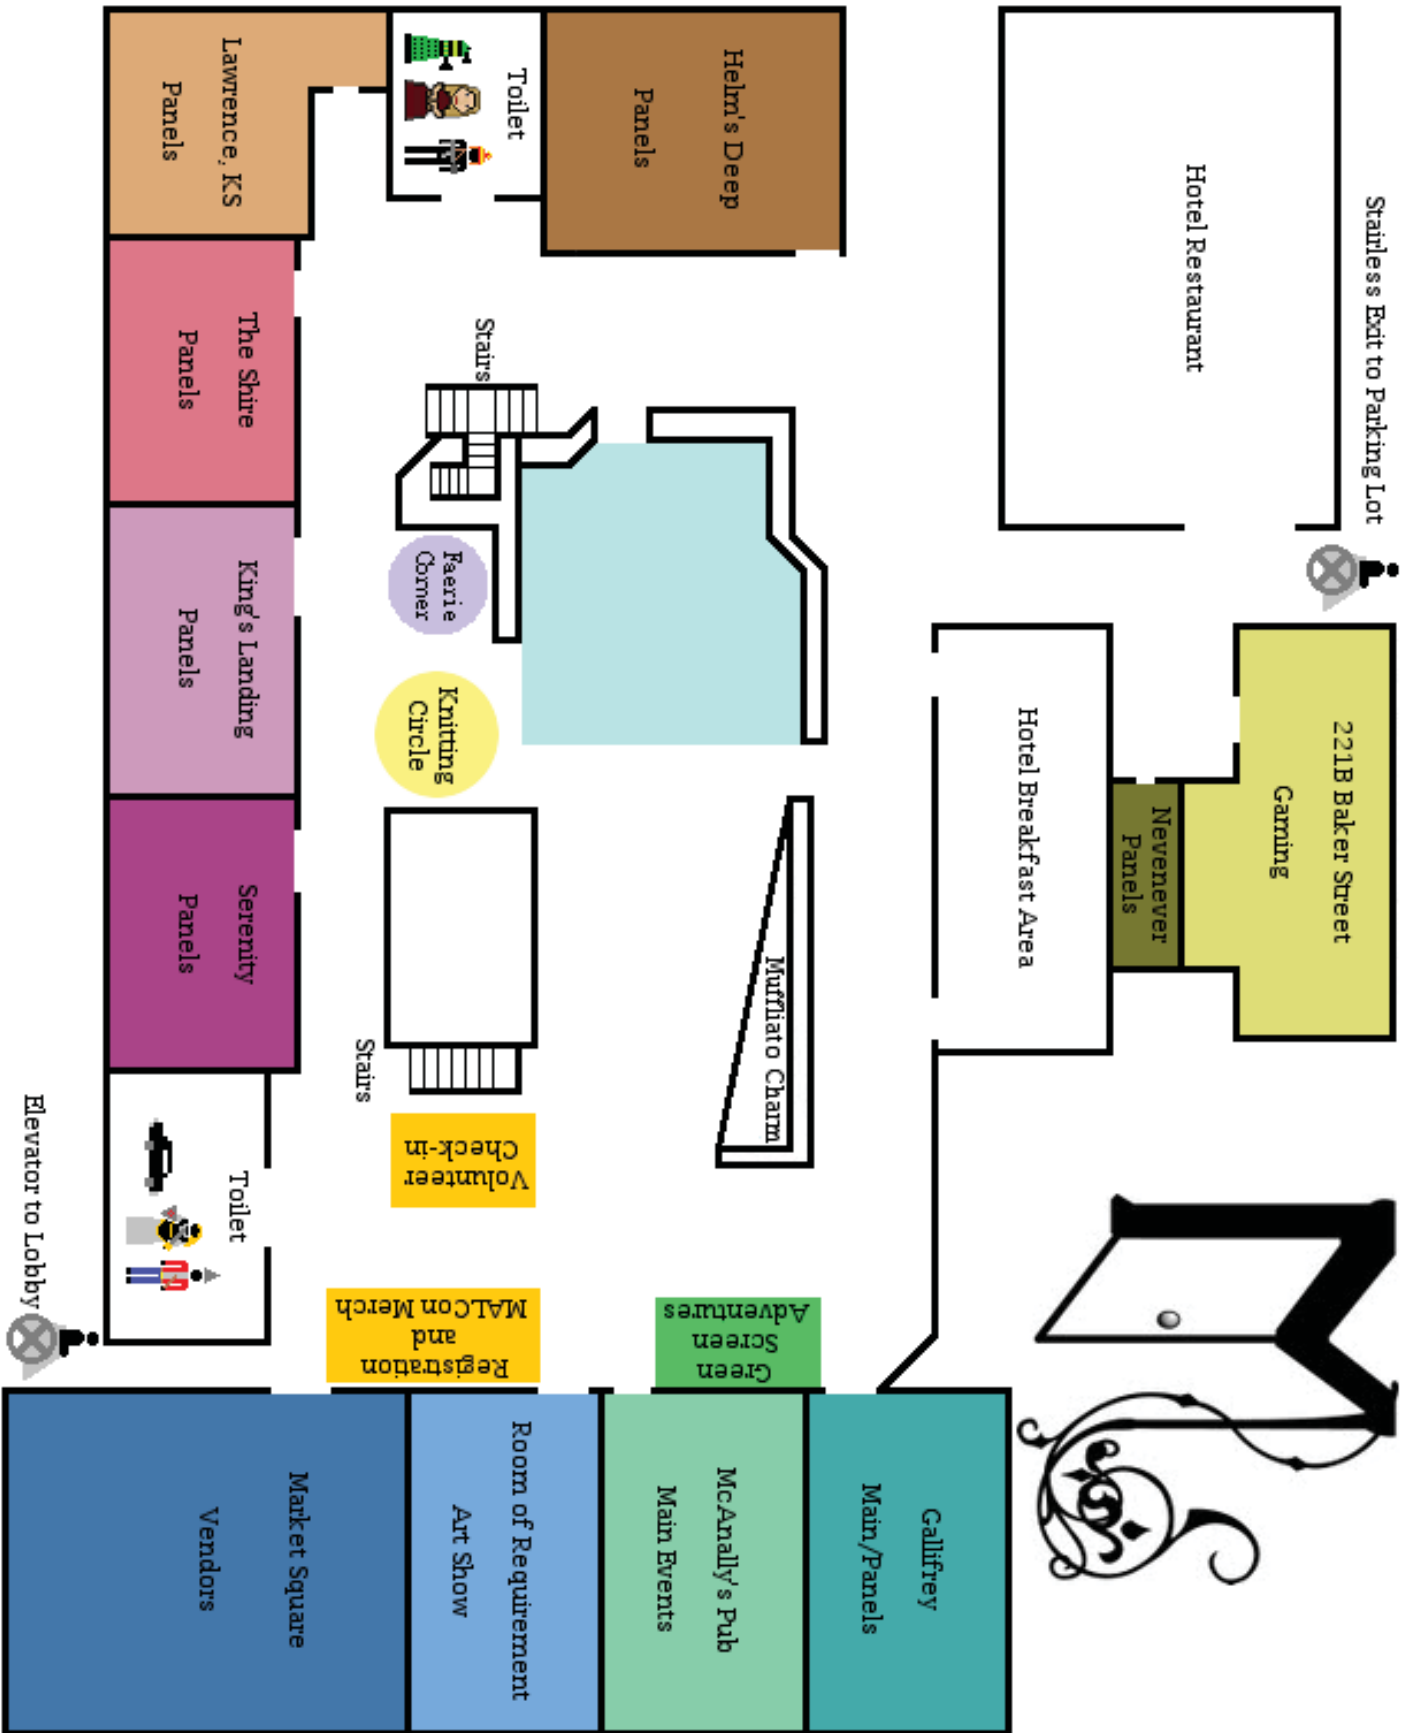 Stairless Exit to Parking Lot
Hotel Restaurant
221B Baker Street
Gaming
Nevenever
Panels
Hotel Breakfast Area
Helm's Deep
Panels
Toilet
Lawrence, KS
Panels
Stairs
The Shire
Panels
Faerie
Corner
Knitting
Circle
King's Landing
Panels
Muffliato Charm
Serenity
Panels
Stairs
Volunteer
Check-in
Toilet
Elevator to Lobby
Green
Screen
Adventures
Registration
and
MALCon Merch
Gallifrey
Main/Panels
McAnally's Pub
Main Events
Room of Requirement
Art Show
Market Square
Vendors